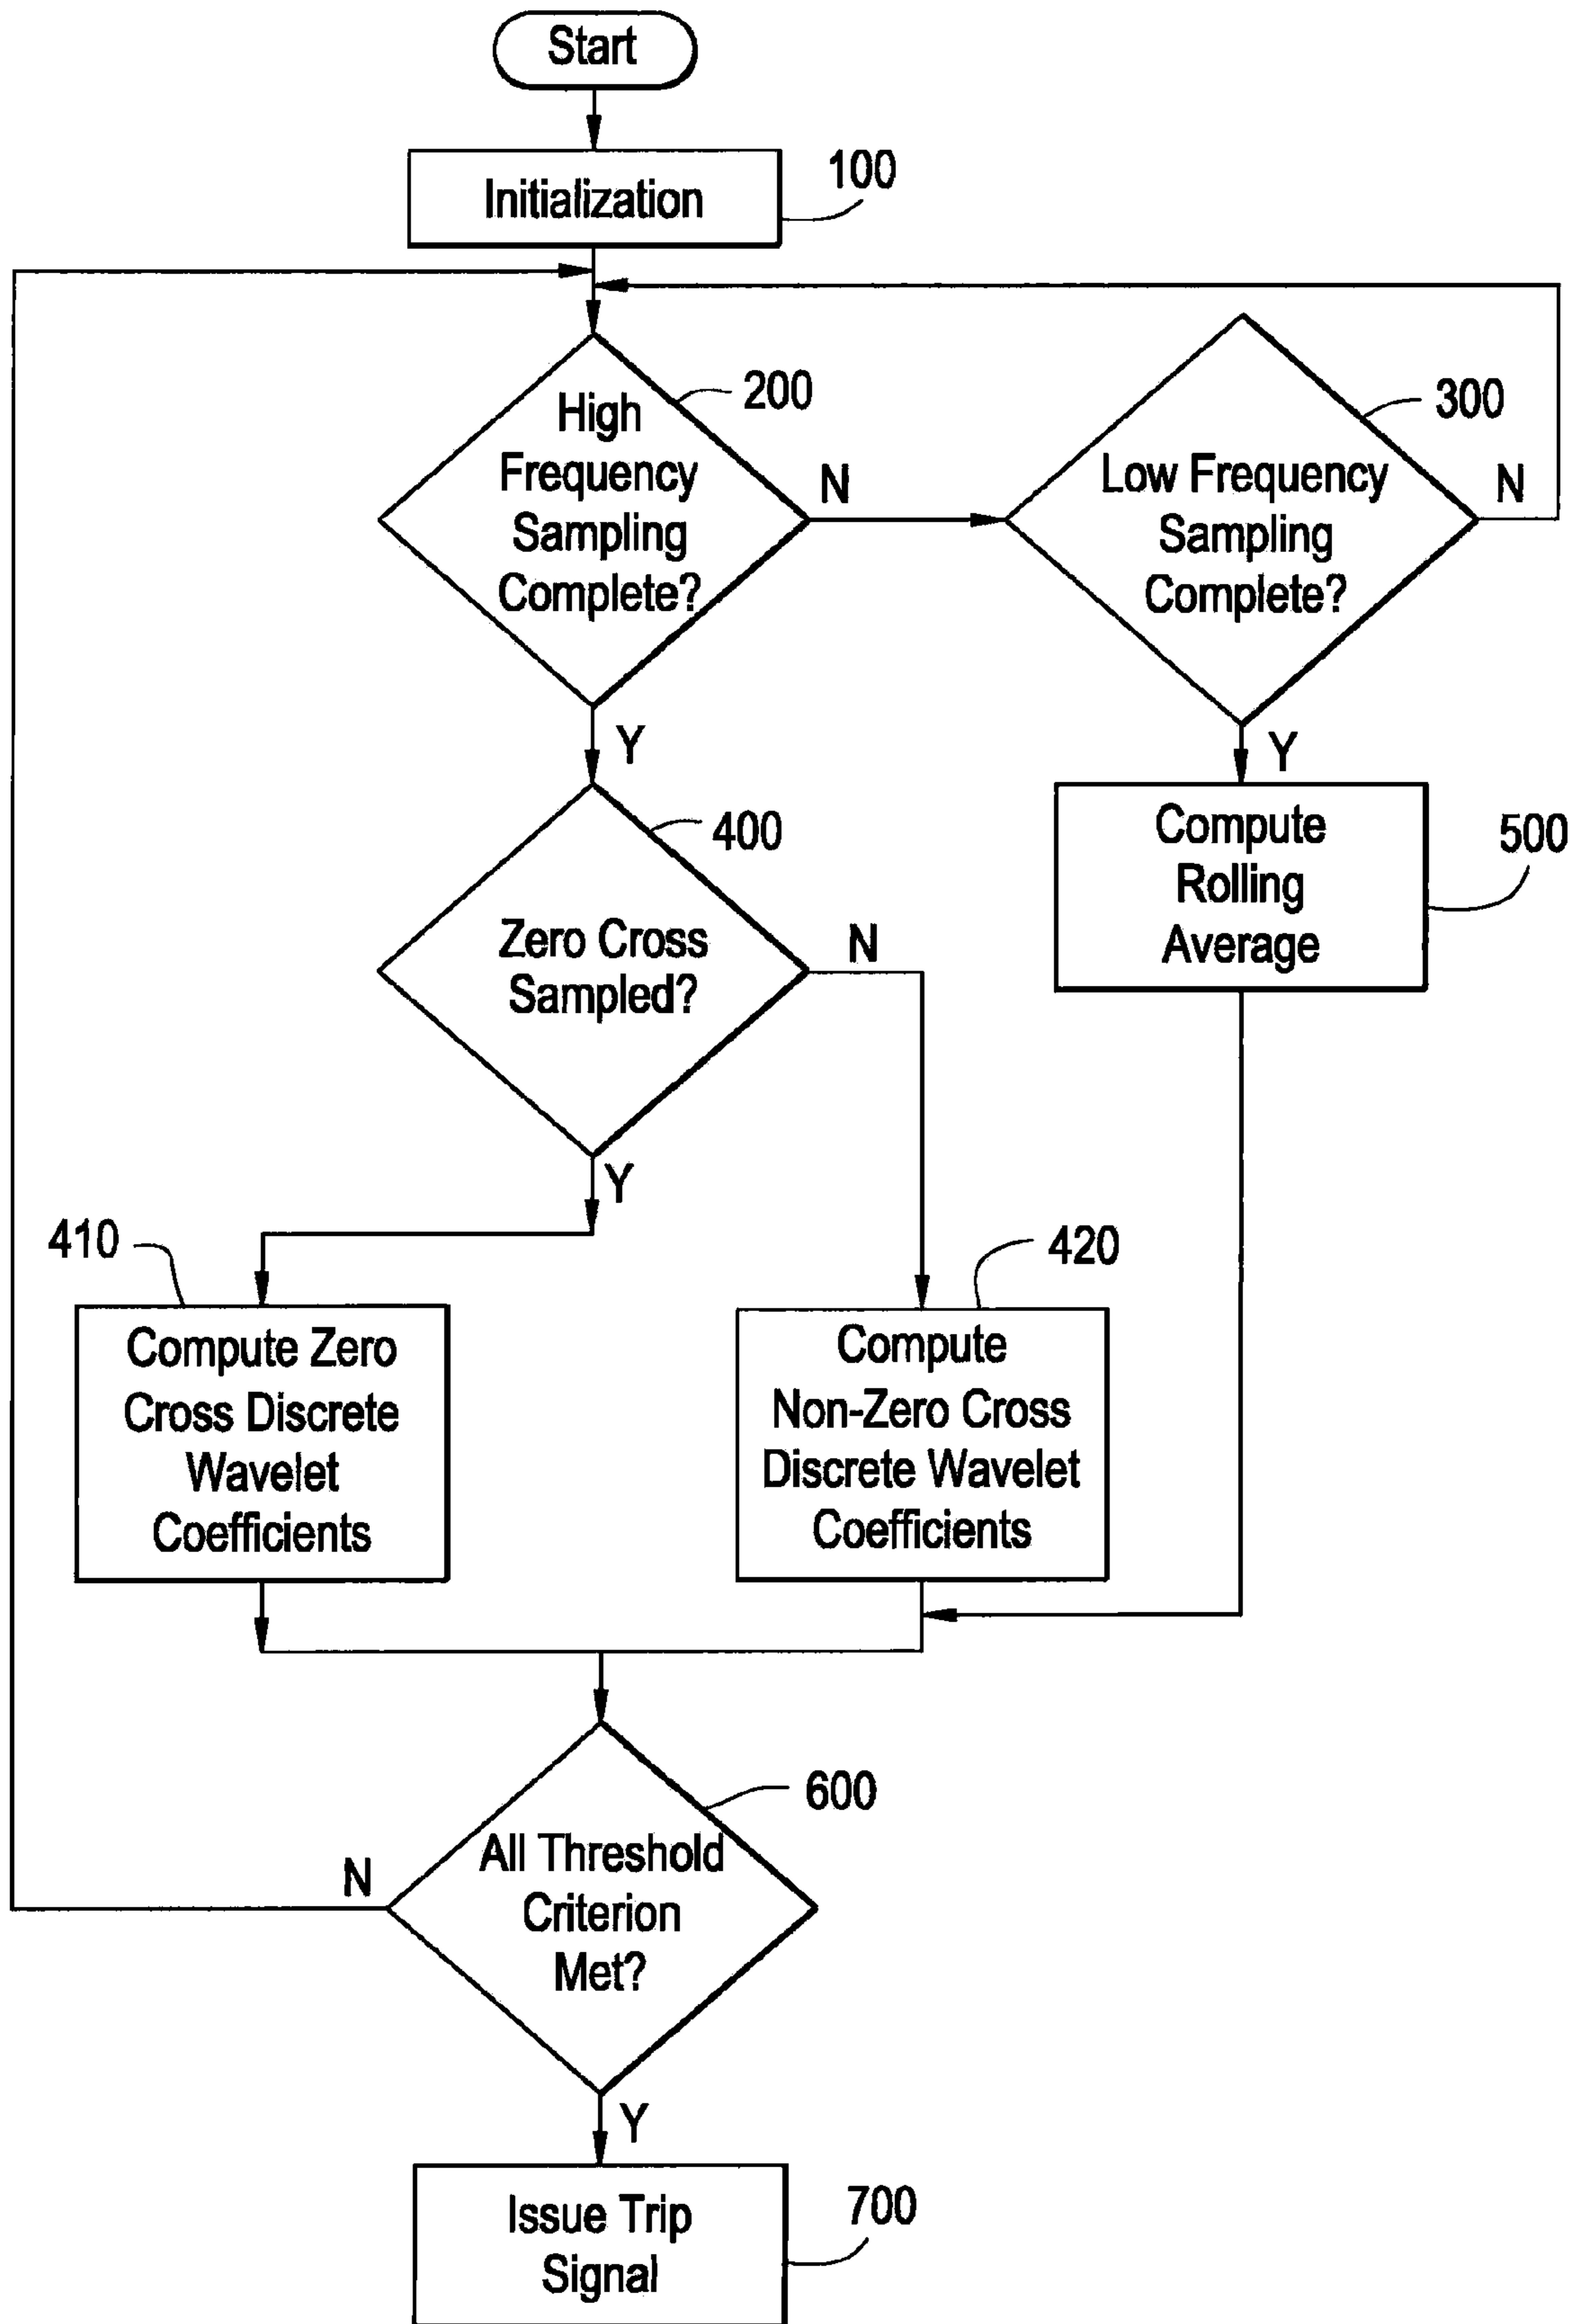 Start
Initialization
100
High
Frequency
Sampling
Complete?
200
N
Low Frequency
Sampling
Complete?
300
N
Y
Y
Zero Cross
Sampled?
400
N
Compute
Rolling
Average
500
Y
410
Compute Zero
Cross Discrete
Wavelet
Coefficients
420
Compute
Non-Zero Cross
Discrete Wavelet
Coefficients
All Threshold
Criterion
Met?
600
N
Y
Issue Trip
Signal
700